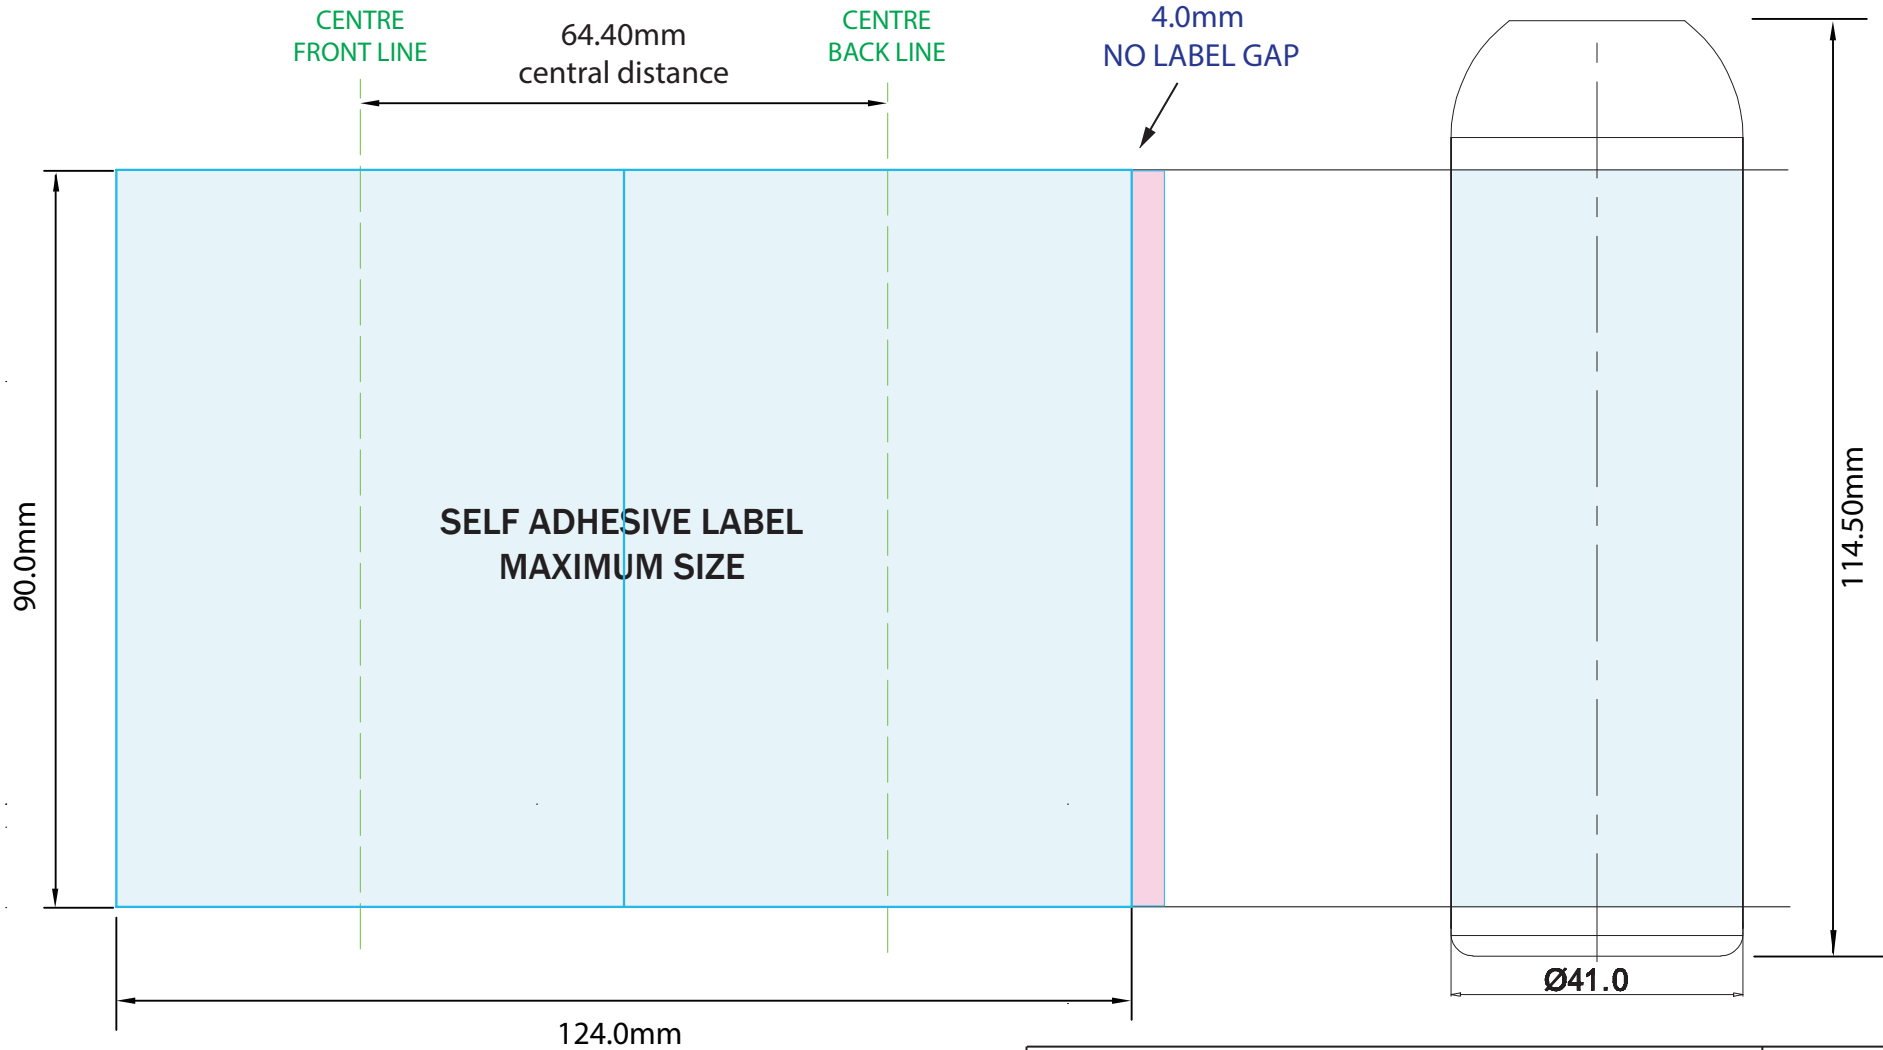 CENTRE
FRONT LINE
64.40mm
central distance
CENTRE
BACK LINE
4.0mm
NO LABEL GAP
90.0mm
SELF ADHESIVE LABEL
MAXIMUM SIZE
114.50mm
Ø41.0
124.0mm